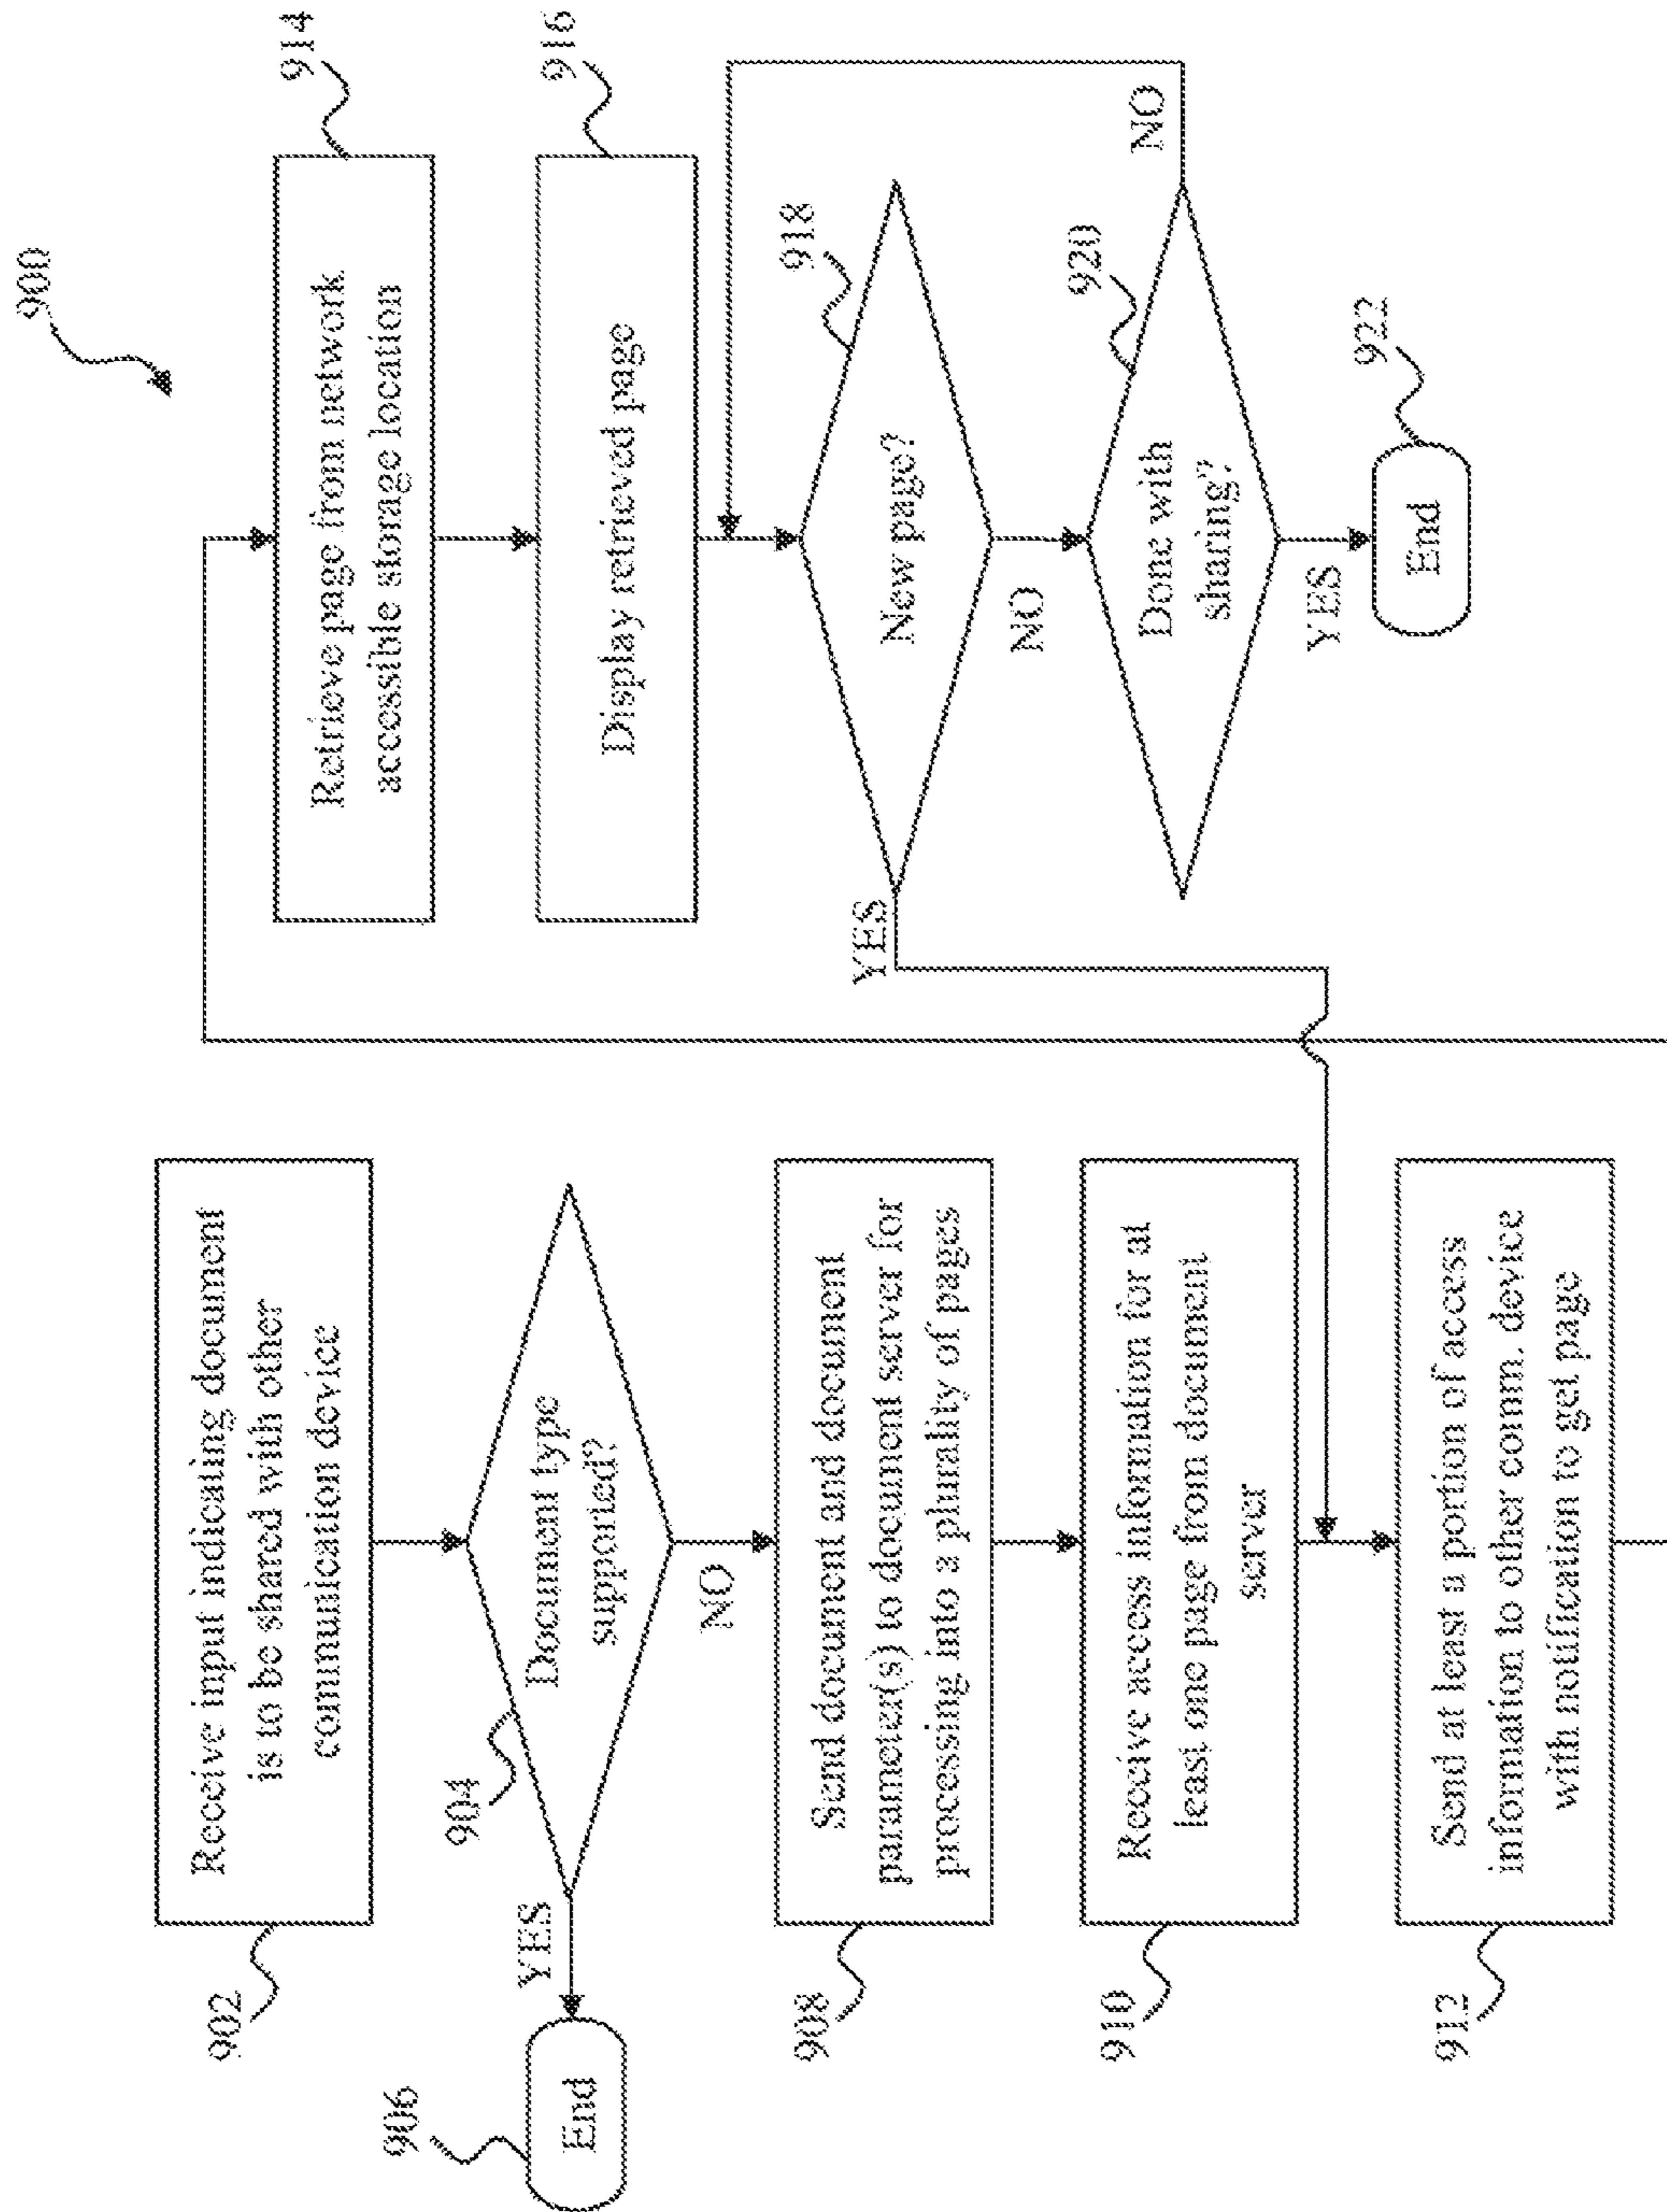 900
902
Receive input indicating document
is to be shared with other
communication device
904
Document type
supported?
YES
906
End
NO
908
Send document and document
parameter(s) to document server for
processing into a plurality of pages
910
Receive access information for at
least one page from document
server
912
Send at least a portion of access
information to other comm. device
with notification to get page
914
Retrieve page from network
accessible storage location
916
Display retrieved page
918
New page?
YES
NO
920
Done with
sharing?
NO
YES
922
End